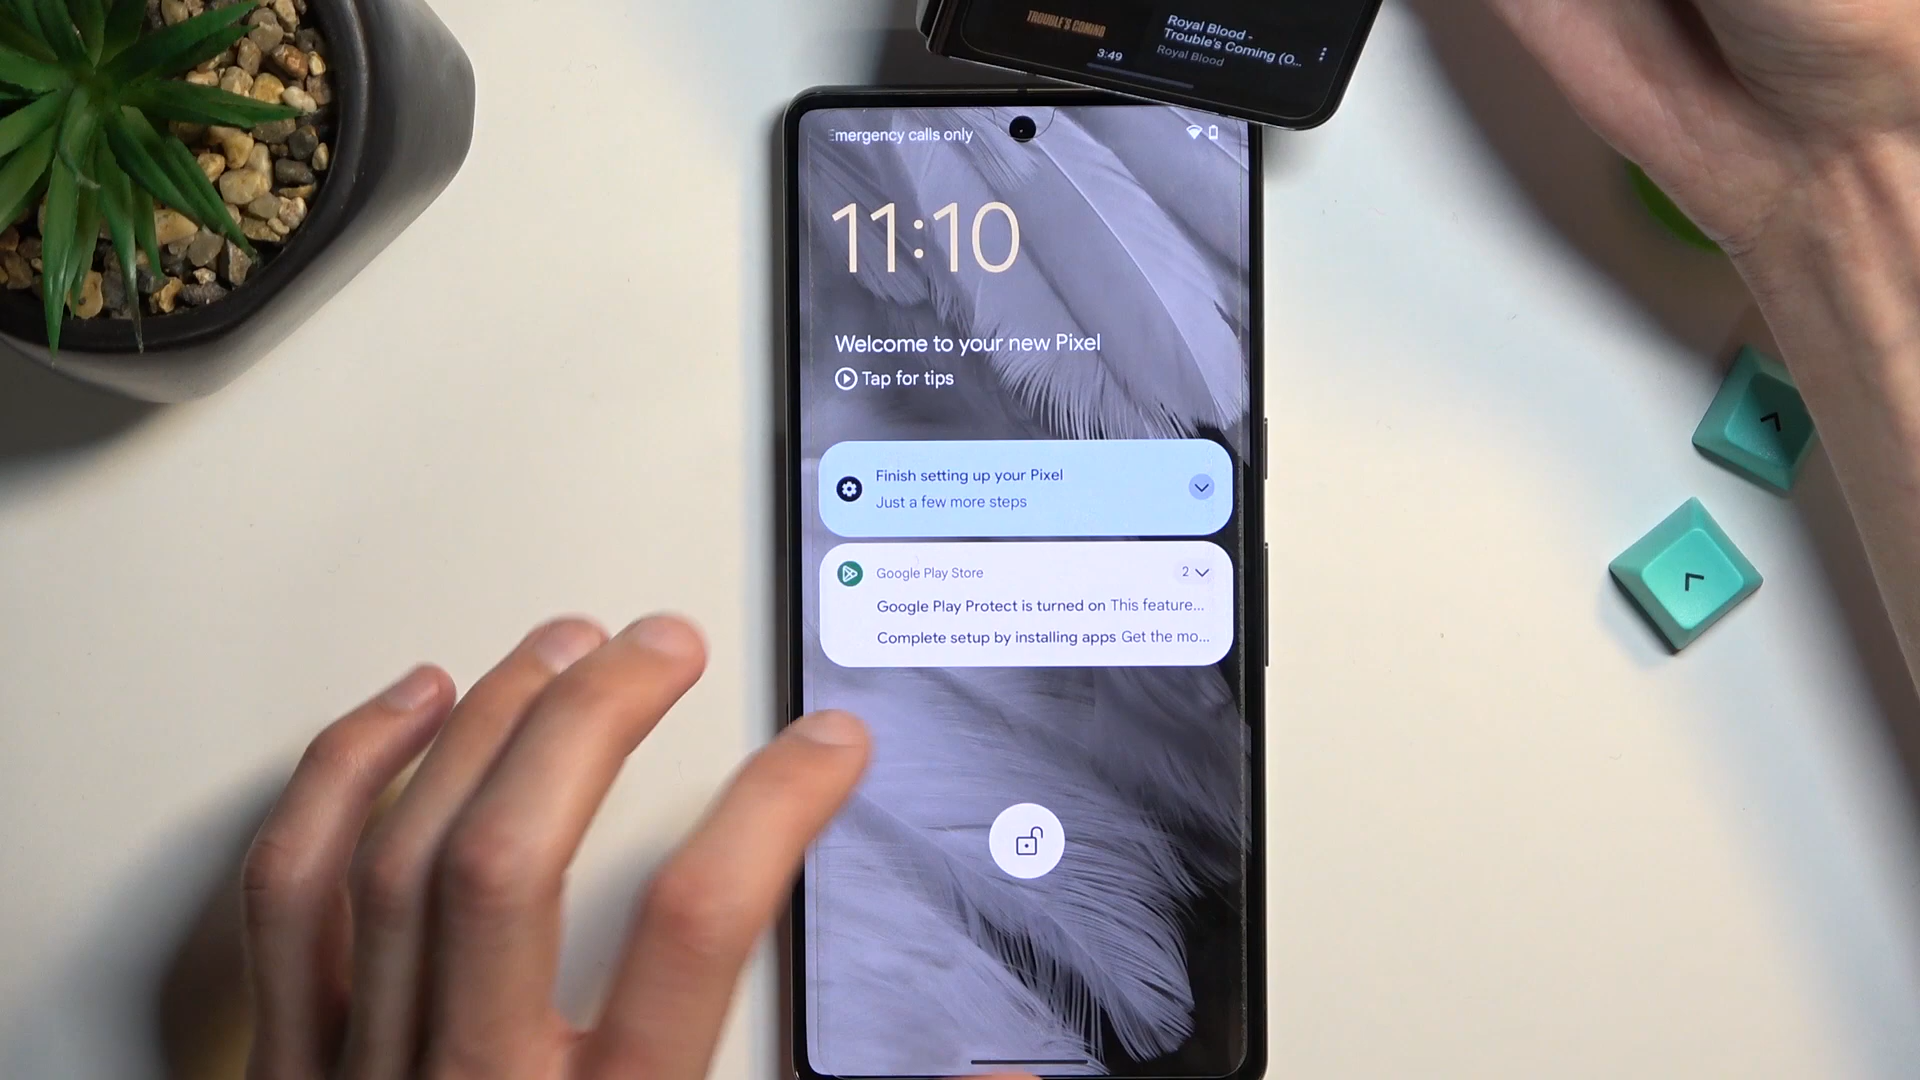 TROUBLE'S COMING
3:49
Royal Blood -
Trouble's Coming (O...
Royal Blood
Emergency calls only
11:10
Welcome to your new Pixel
Tap for tips
Finish setting up your Pixel
Just a few more steps
Google Play Store 2
Google Play Protect is turned on This feature...
Complete setup by installing apps Get the mo...